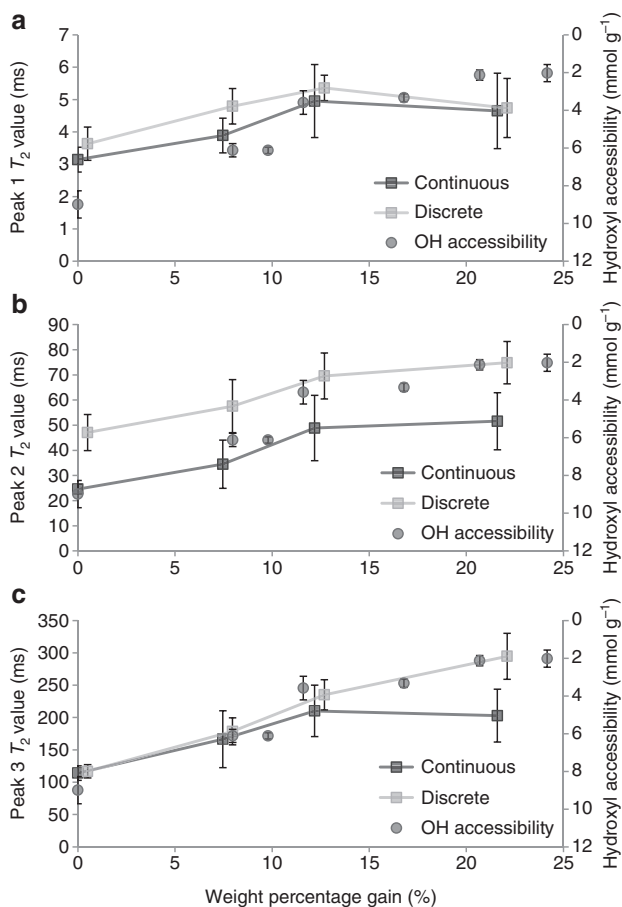 a
7
6
5
4
3
2
1
0
0
2
4
6
8
10
12
0 5 10 15 20 25
Peak 1 T₂ value (ms)
Hydroxyl accessibility (mmol g⁻¹)
Continuous
Discrete
OH accessibility
b
90
80
70
60
50
40
30
20
10
0
0
2
4
6
8
10
12
0 5 10 15 20 25
Peak 2 T₂ value (ms)
Hydroxyl accessibility (mmol g⁻¹)
Continuous
Discrete
OH accessibility
c
350
300
250
200
150
100
50
0
0
2
4
6
8
10
12
0 5 10 15 20 25
Peak 3 T₂ value (ms)
Hydroxyl accessibility (mmol g⁻¹)
Continuous
Discrete
OH accessibility
Weight percentage gain (%)